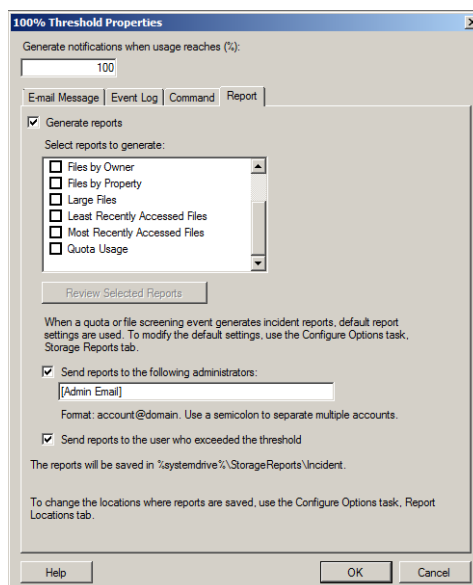 100% Threshold Properties
Generate notifications when usage reaches (%):
100
E-mail Message Event Log Command Report
Generate reports
Select reports to generate:
Files by Owner
Files by Property
Large Files
Least Recently Accessed Files
Most Recently Accessed Files
Quota Usage
Review Selected Reports
When a quota or file screening event generates incident reports, default report
settings are used. To modify the default settings, use the Configure Options task,
Storage Reports tab.
Send reports to the following administrators:
[Admin Email]
Format: account@domain. Use a semicolon to separate multiple accounts.
Send reports to the user who exceeded the threshold
The reports will be saved in %systemdrive%\StorageReports\Incident.
To change the locations where reports are saved, use the Configure Options task, Report
Locations tab.
Help OK Cancel